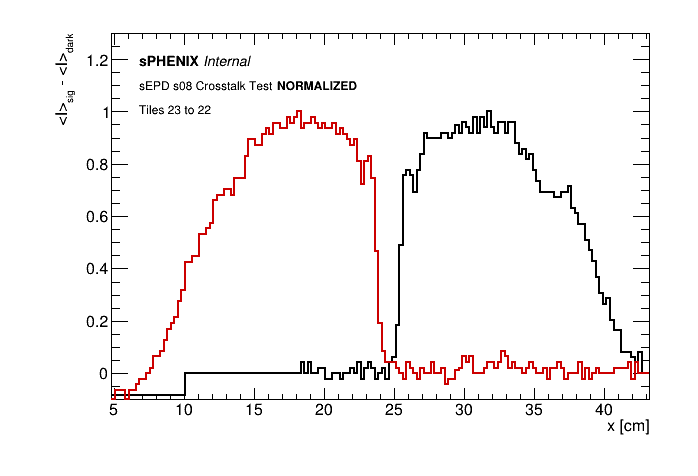 <I>sig - <I>dark
sPHENIX Internal
sEPD s08 Crosstalk Test NORMALIZED
Tiles 23 to 22
1.2
1
0.8
0.6
0.4
0.2
0
5 10 15 20 25 30 35 40
x [cm]